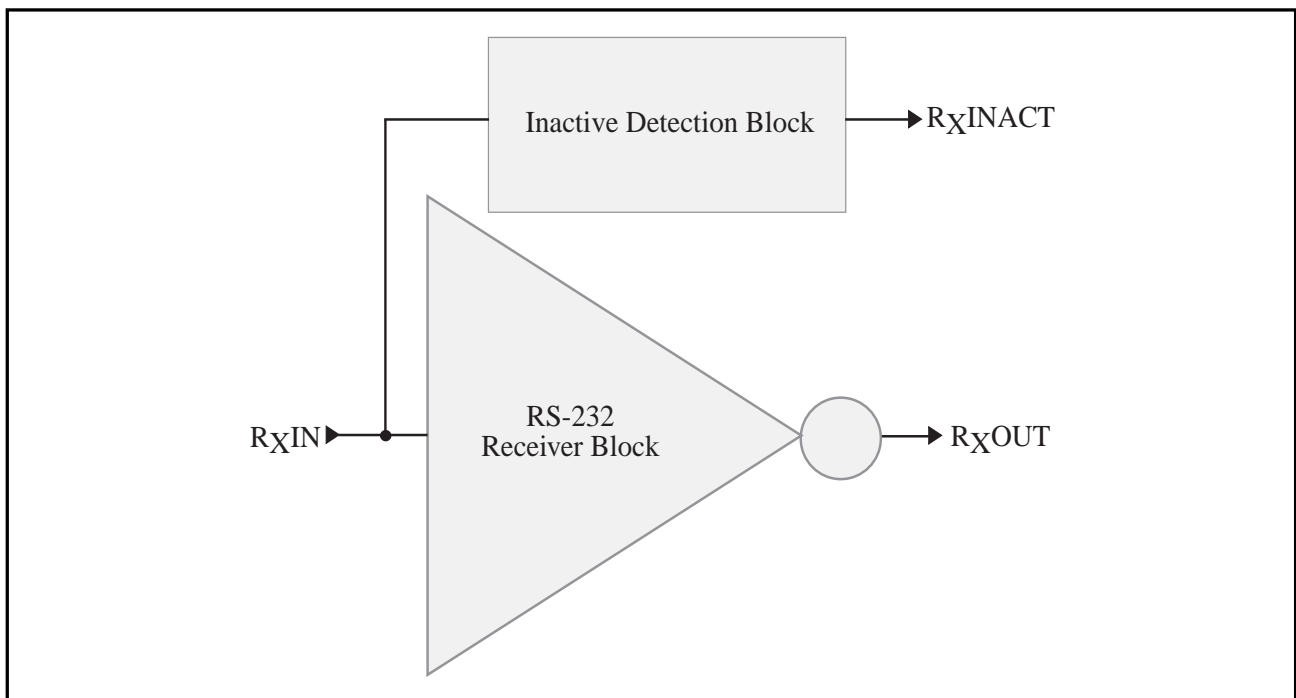 Inactive Detection Block
RXINACT
RS-232
Receiver Block
RXIN
RXOUT